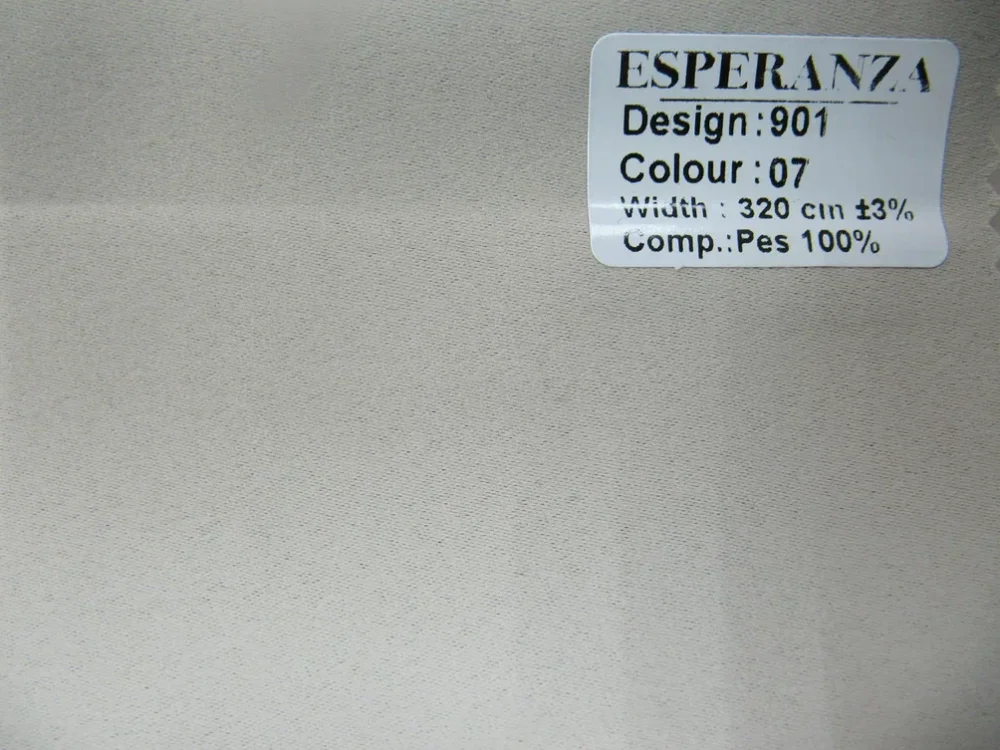 ESPERANZA
Design:901
Colour:07
Width : 320 cm ±3%
Comp.:Pes 100%